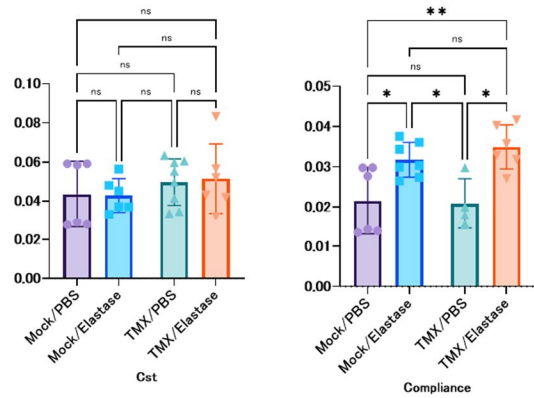 ns
ns
ns
ns
ns
ns
0.10
0.08
0.06
0.04
0.02
0.00
Mock/PBS
Mock/Elastase
TMX/PBS
TMX/Elastase
Cst
**
ns
ns
*
*
*
0.05
0.04
0.03
0.02
0.01
0.00
Mock/PBS
Mock/Elastase
TMX/PBS
TMX/Elastase
Compliance